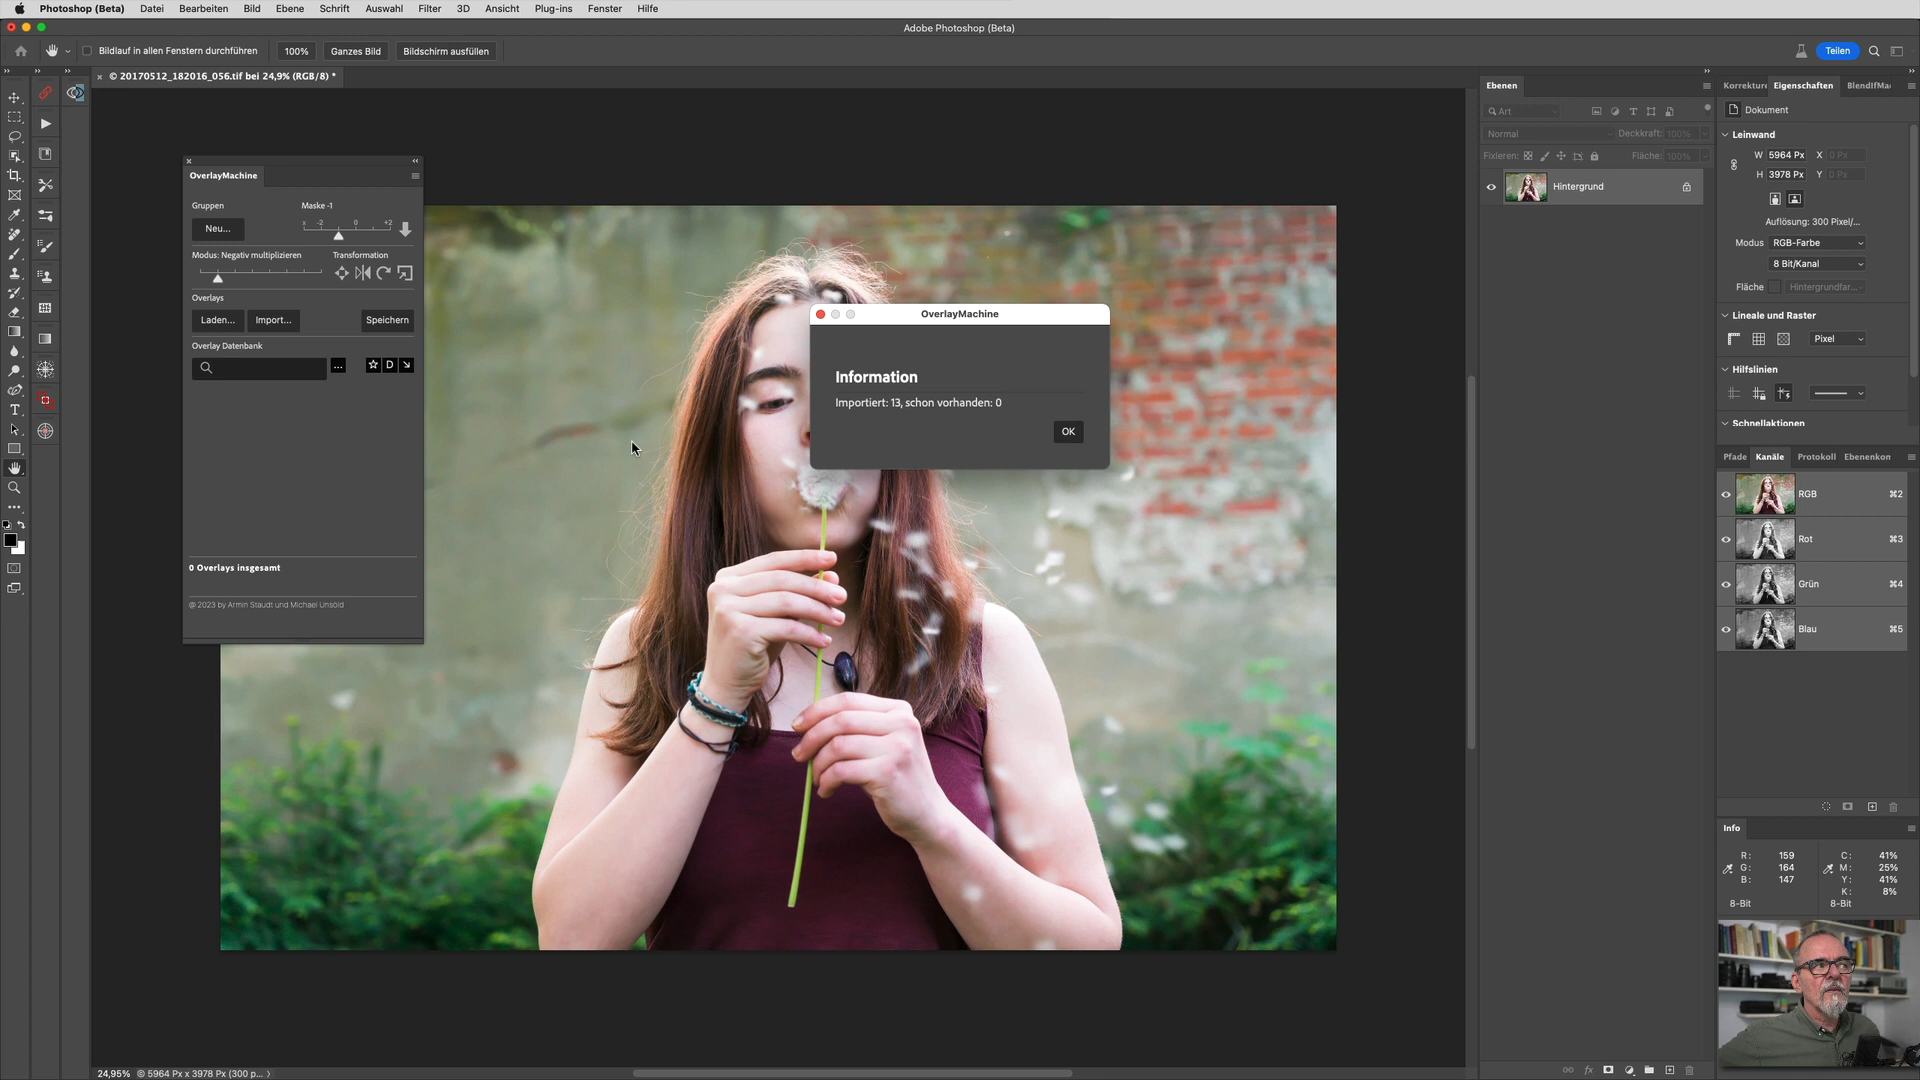 Photoshop (Beta) Datei Bearbeiten Bild Ebene Schrift Auswahl Filter 3D Ansicht Plug-ins Fenster Hilfe
Adobe Photoshop (Beta)
Bildlauf in allen Fenstern durchführen 100% Ganzes Bild Bildschirm ausfüllen Teilen
© 20170512_182016_056.tif bei 24,9% (RGB/8) *
OverlayMachine
Gruppen Maske -1
Neu... x -2 0 +2
Modus: Negativ multiplizieren Transformation
Overlays
Laden... Import... Speichern
Overlay Datenbank
... D
0 Overlays insgesamt
@ 2023 by Armin Staudt und Michael Unsöld
OverlayMachine
Information
Importiert: 13, schon vorhanden: 0
OK
Ebenen
Art
Normal Deckkraft: 100%
Fixieren: Fläche: 100%
Hintergrund
Korrekture Eigenschaften BlendIfMa
Dokument
Leinwand
W 5964 Px X 0 Px
H 3978 Px Y 0 Px
Auflösung: 300 Pixel/...
Modus RGB-Farbe
8 Bit/Kanal
Fläche Hintergrundfar...
Lineale und Raster
Pixel
Hilfslinien
Schnellaktionen
Pfade Kanäle Protokoll Ebenenkon
RGB ⌘2
Rot ⌘3
Grün ⌘4
Blau ⌘5
Info
R: 159 C: 41%
G: 164 M: 25%
B: 147 Y: 41%
K: 8%
8-Bit 8-Bit
24,95% © 5964 Px x 3978 Px (300 p...
fx